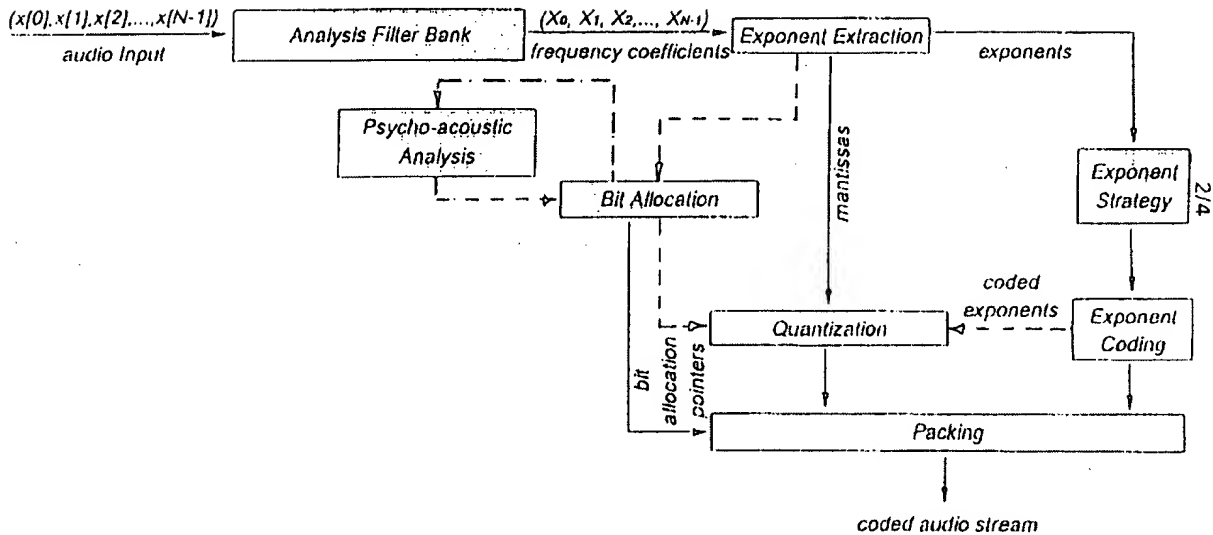 (x[0],x[1],x[2],...,x[N-1])
audio Input
Analysis Filter Bank
(X0, X1, X2,..., XN-1)
frequency coefficients
Exponent Extraction
exponents
Psycho-acoustic
Analysis
Bit Allocation
mantissas
Exponent
Strategy
2/4
coded
exponents
Quantization
Exponent
Coding
bit
allocation
pointers
Packing
coded audio stream